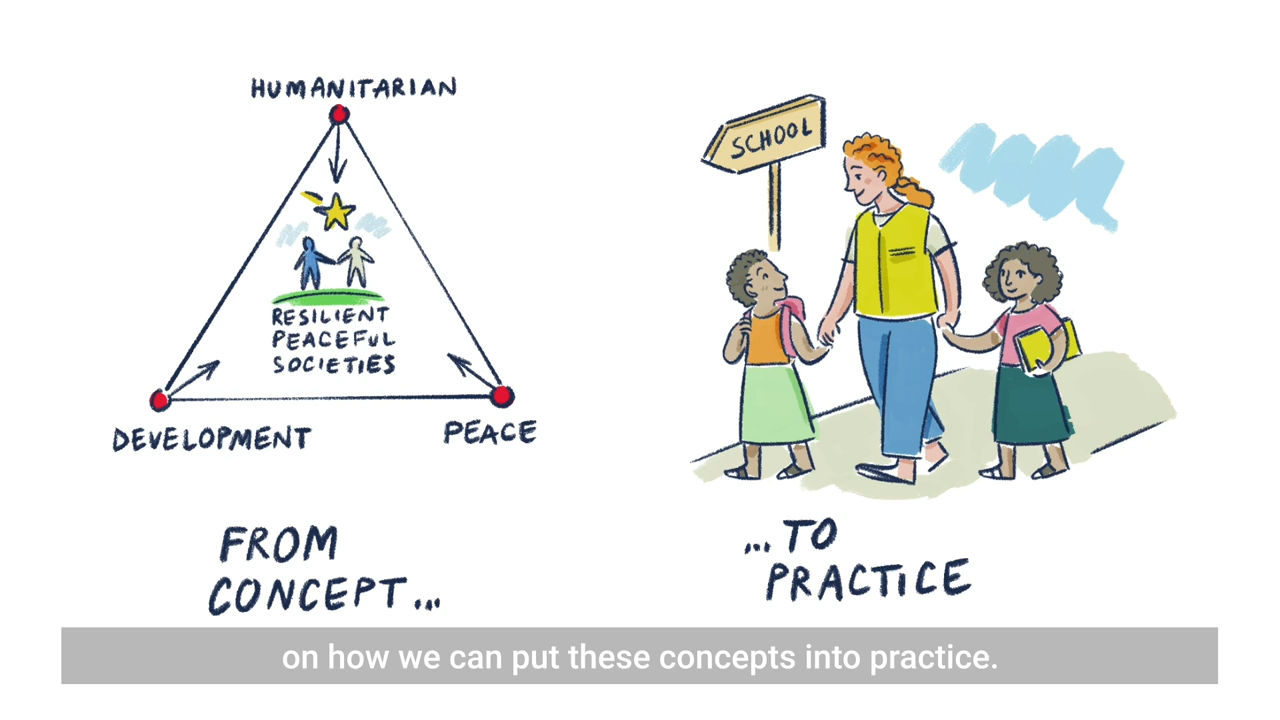 HUMANITARIAN
RESILIENT
PEACEFUL
SOCIETIES
DEVELOPMENT
PEACE
FROM
CONCEPT...
SCHOOL
...TO
PRACTICE
on how we can put these concepts into practice.